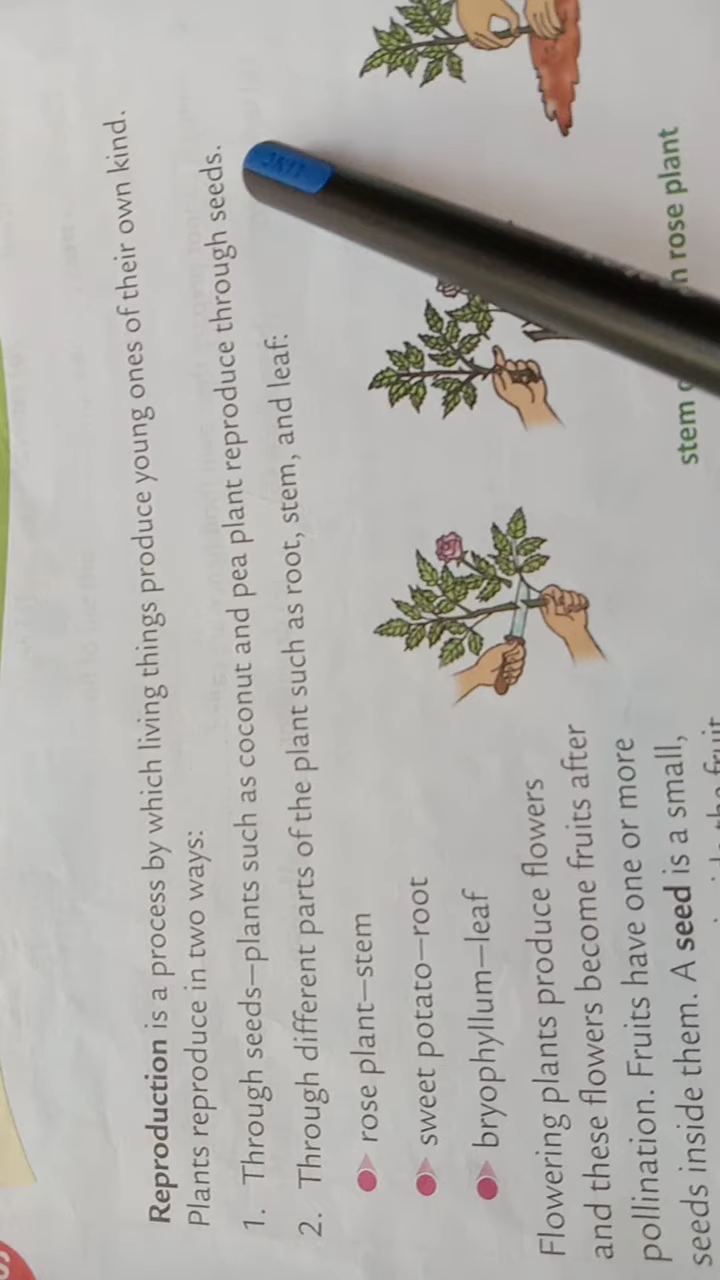 Reproduction is a process by which living things produce young ones of their own kind.
Plants reproduce in two ways:
1. Through seeds—plants such as coconut and pea plant reproduce through seeds.
2. Through different parts of the plant such as root, stem, and leaf:
rose plant—stem
sweet potato—root
bryophyllum—leaf
Flowering plants produce flowers
and these flowers become fruits after
pollination. Fruits have one or more
seeds inside them. A seed is a small,
fruit
stem rose plant